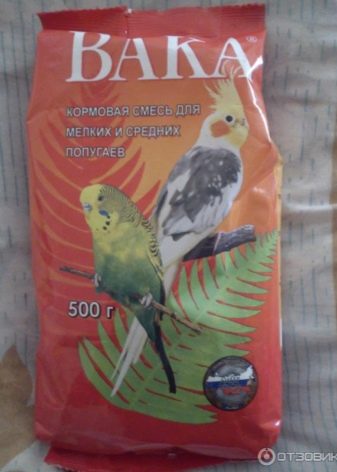 ВАКА®
КОРМОВАЯ СМЕСЬ ДЛЯ
МЕЛКИХ И СРЕДНИХ
ПОПУГАЕВ
500 г
ОТЗОВИК